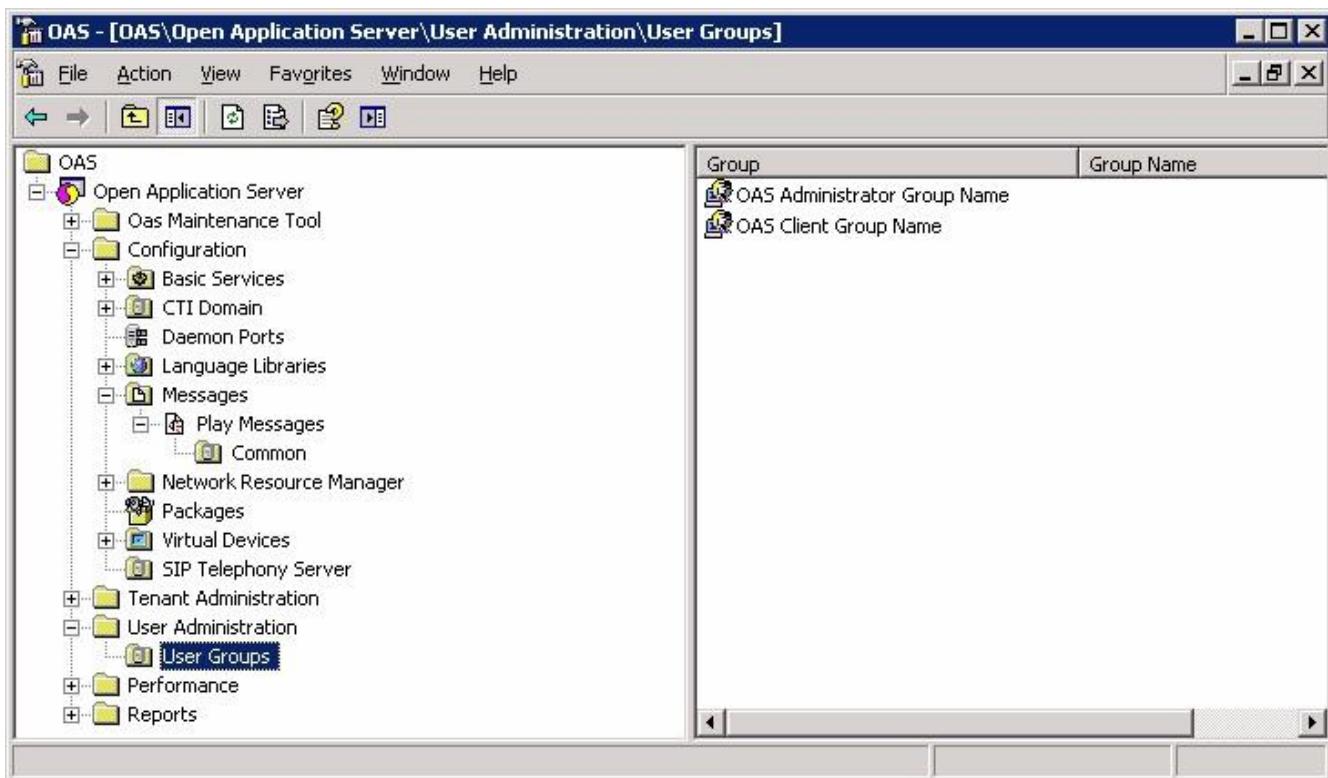 OAS - [OAS\Open Application Server\User Administration\User Groups]
File Action View Favorites Window Help
OAS
Open Application Server
Oas Maintenance Tool
Configuration
Basic Services
CTI Domain
Daemon Ports
Language Libraries
Messages
Play Messages
Common
Network Resource Manager
Packages
Virtual Devices
SIP Telephony Server
Tenant Administration
User Administration
User Groups
Performance
Reports
Group Group Name
OAS Administrator Group Name
OAS Client Group Name